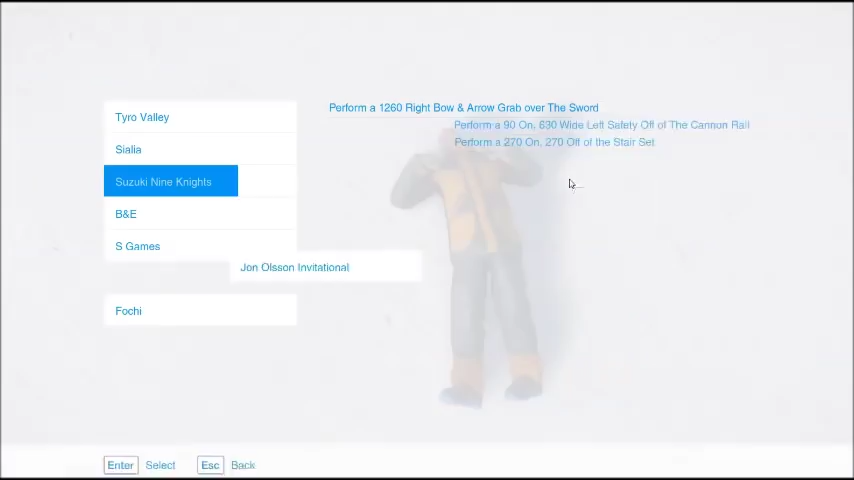 Tyro Valley
Sialia
Suzuki Nine Knights
B&E
S Games
Jon Olsson Invitational
Fochi
Perform a 1260 Right Bow & Arrow Grab over The Sword
Perform a 90 On, 630 Wide Left Safety Off of The Cannon Rail
Perform a 270 On, 270 Off of the Stair Set
Enter Select Esc Back